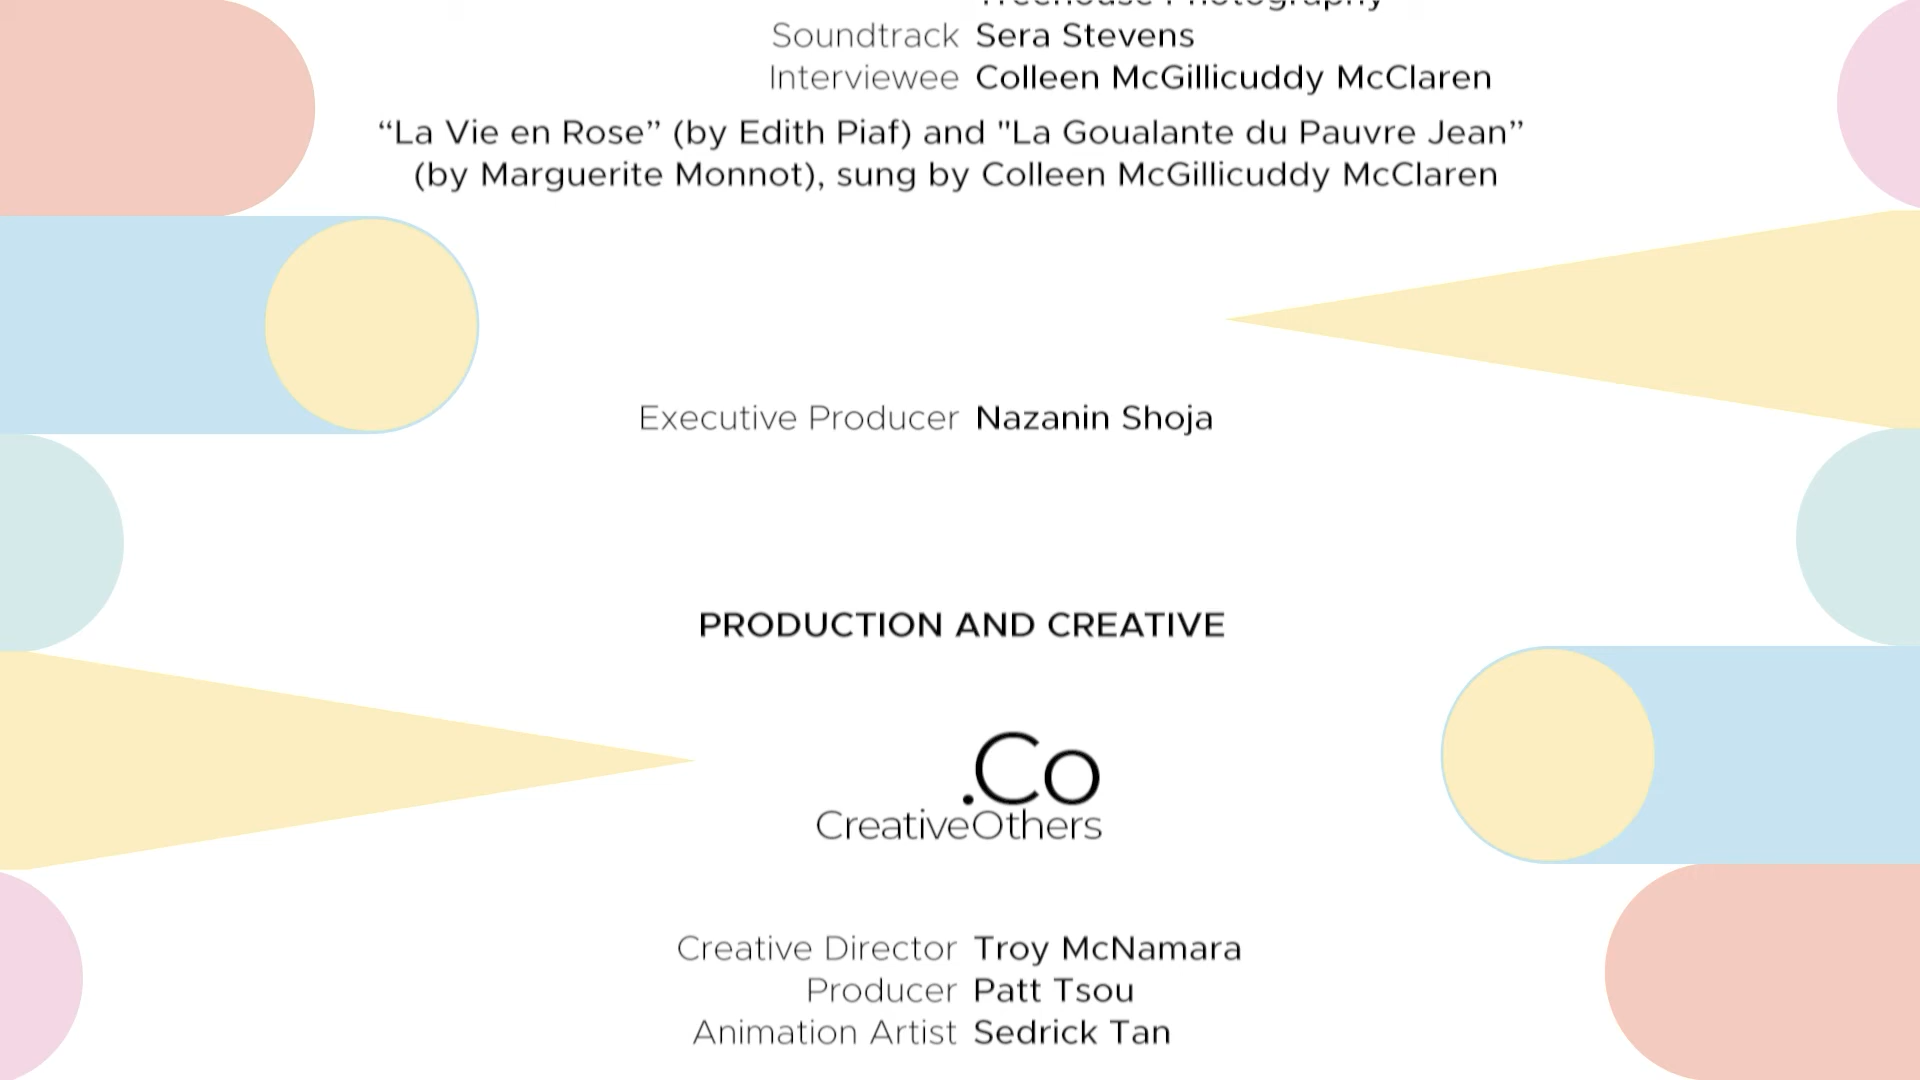 Treehouse Photography
Soundtrack Sera Stevens
Interviewee Colleen McGillicuddy McClaren
“La Vie en Rose” (by Edith Piaf) and "La Goualante du Pauvre Jean”
(by Marguerite Monnot), sung by Colleen McGillicuddy McClaren
Executive Producer Nazanin Shoja
PRODUCTION AND CREATIVE
.Co
CreativeOthers
Creative Director Troy McNamara
Producer Patt Tsou
Animation Artist Sedrick Tan